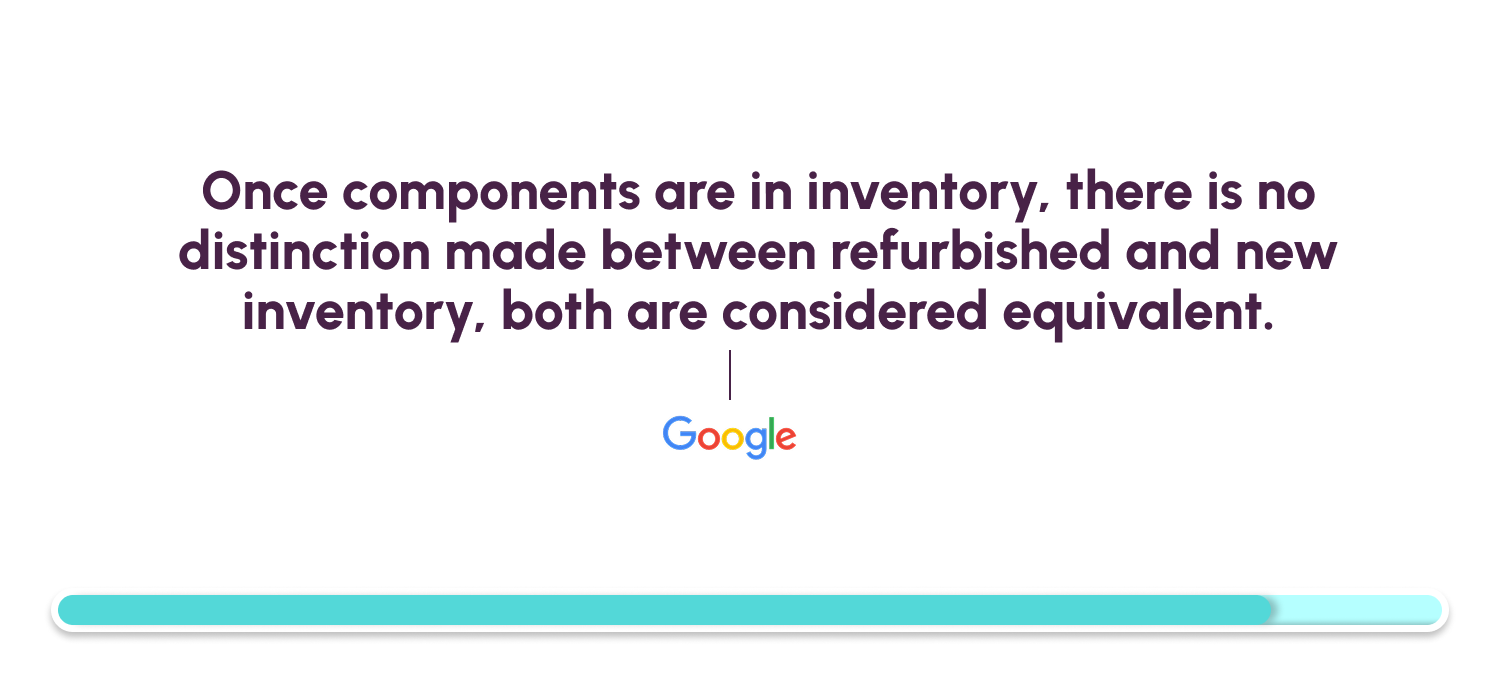 Once components are in inventory, there is no
distinction made between refurbished and new
inventory, both are considered equivalent.
Google